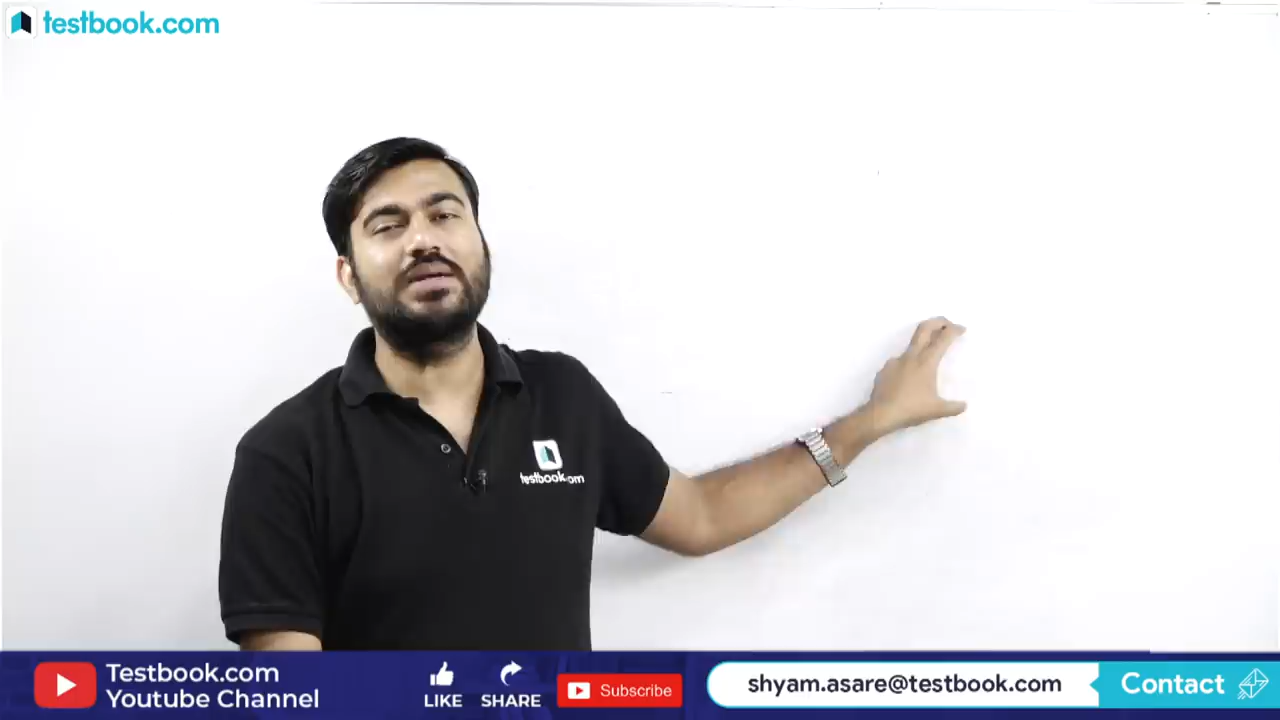 testbook.com
testbook.com
Testbook.com
Youtube Channel
LIKE
SHARE
Subscribe
shyam.asare@testbook.com
Contact